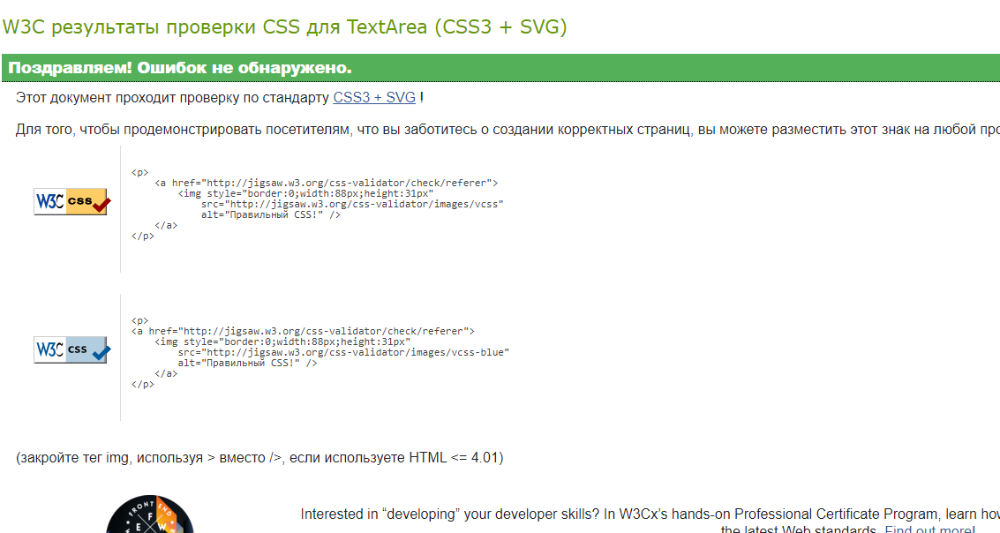 W3C результаты проверки CSS для TextArea (CSS3 + SVG)
Поздравляем! Ошибок не обнаружено.
Этот документ проходит проверку по стандарту CSS3 + SVG !
Для того, чтобы продемонстрировать посетителям, что вы заботитесь о создании корректных страниц, вы можете разместить этот знак на любой
W3C css
<p>
<a href="http://jigsaw.w3.org/css-validator/check/referer">
<img style="border:0;width:88px;height:31px"
src="http://jigsaw.w3.org/css-validator/images/vcss"
alt="Правильный CSS!" />
</a>
</p>
W3C css
<p>
<a href="http://jigsaw.w3.org/css-validator/check/referer">
<img style="border:0;width:88px;height:31px"
src="http://jigsaw.w3.org/css-validator/images/vcss-blue"
alt="Правильный CSS!" />
</a>
</p>
(закройте тег img, используя > вместо />, если используете HTML <= 4.01)
FRONT END
F
E W
Interested in “developing” your developer skills? In W3Cx’s hands-on Professional Certificate Program, learn how
the latest Web standards. Find out more!